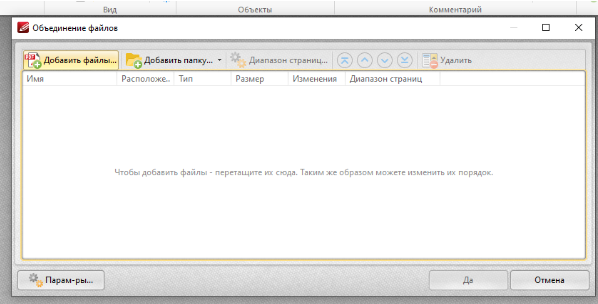 Вид Объекты Комментарий
Объединение файлов
Добавить файлы... Добавить папку... Диапазон страниц... Удалить
Имя Расположе.. Тип Размер Изменения Диапазон страниц
Чтобы добавить файлы - перетащите их сюда. Таким же образом можете изменить их порядок.
Парам-ры... Да Отмена